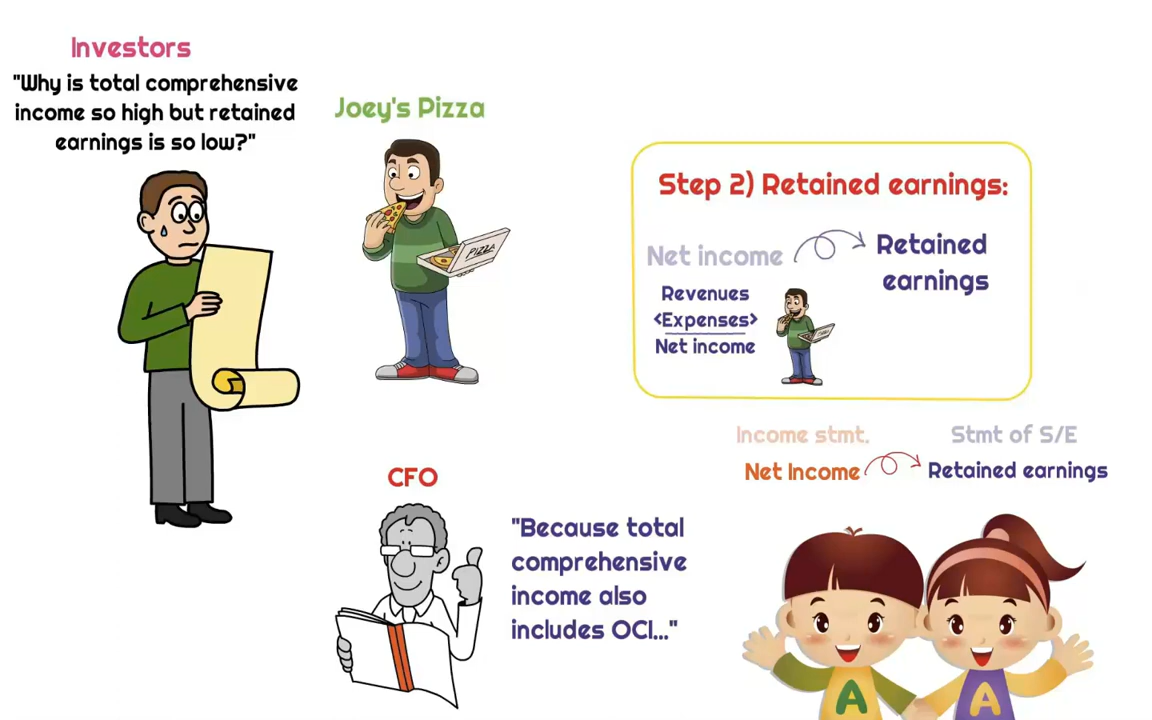 Investors
"Why is total comprehensive
income so high but retained
earnings is so low?"
Joey's Pizza
PIZZA
Step 2) Retained earnings:
Net income
Retained
earnings
Revenues
<Expenses>
Net income
Income stmt.
Stmt of S/E
Net Income
Retained earnings
CFO
"Because total
comprehensive
income also
includes OCI..."
A
A